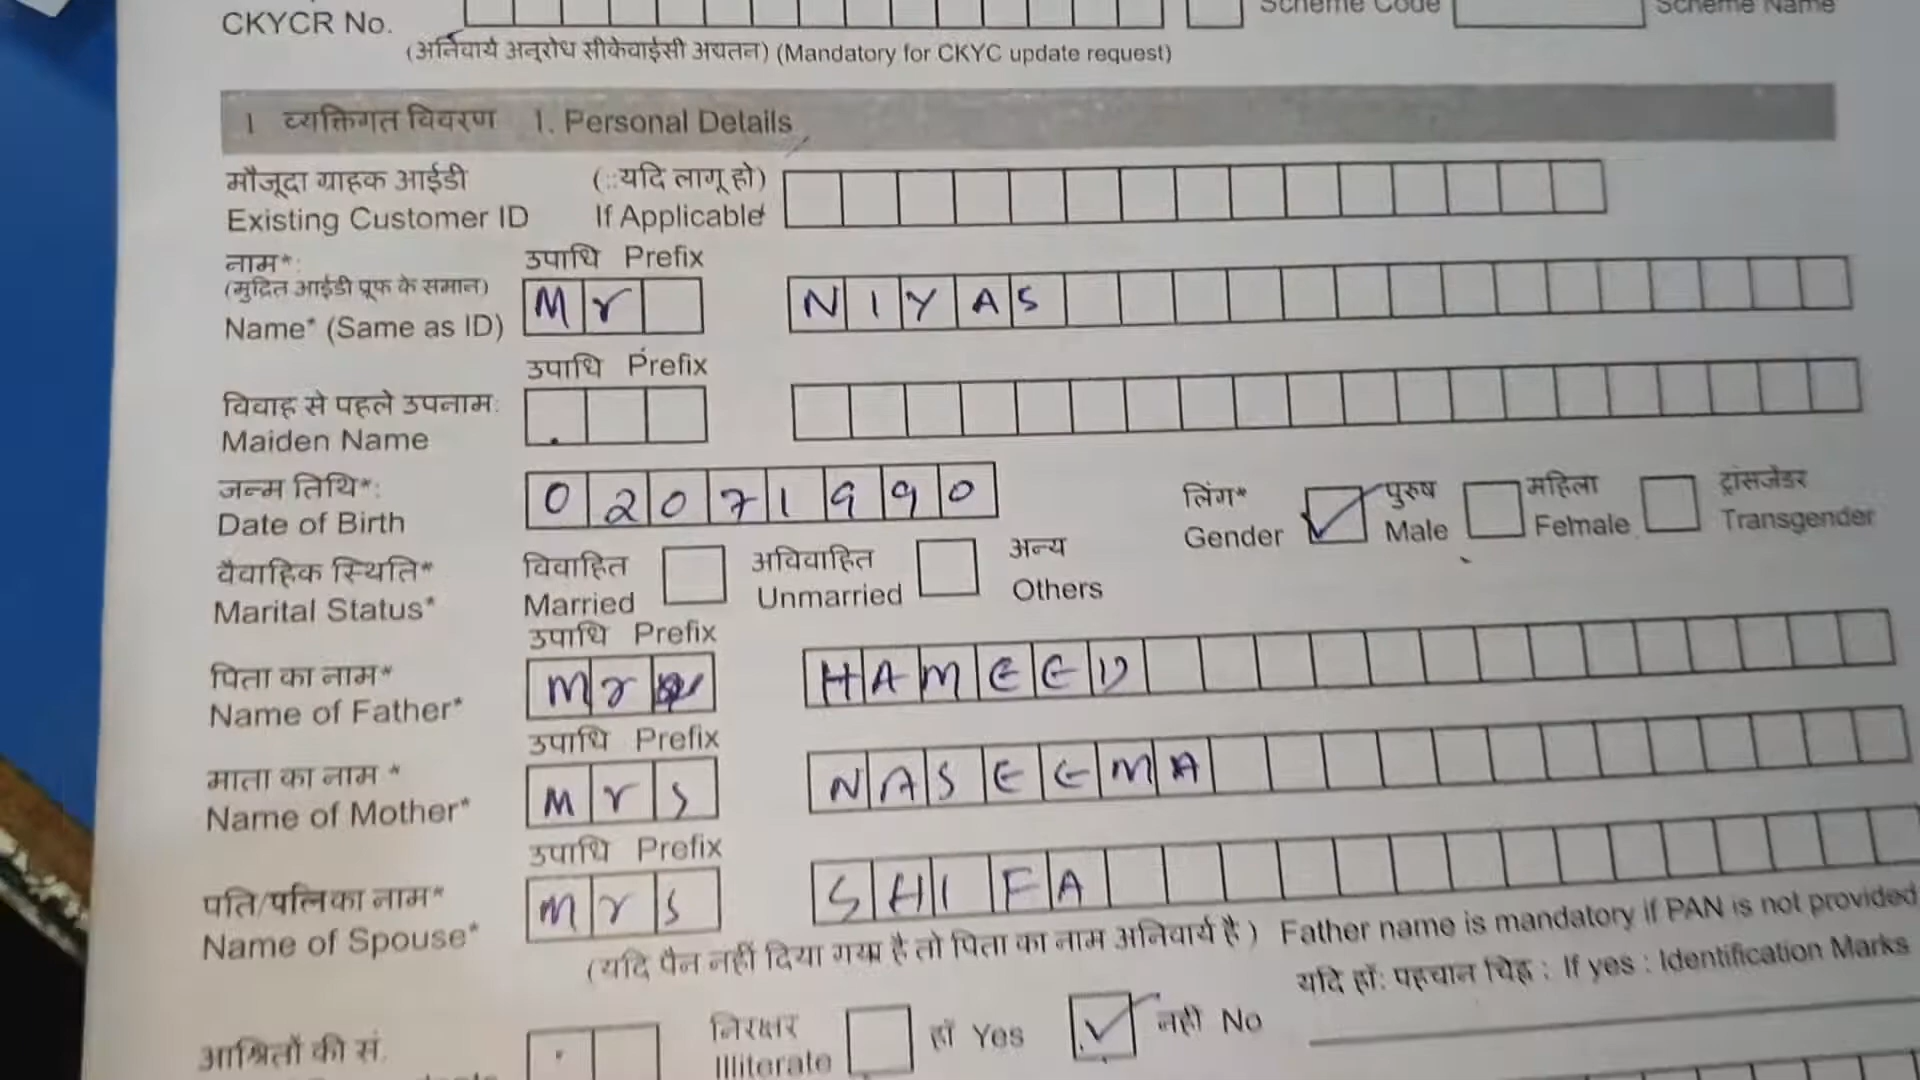 CKYCR No. Scheme Code Scheme Name
(अनिवार्य अनुरोध सीकेवाईसी अद्यतन) (Mandatory for CKYC update request)
1 व्यक्तिगत विवरण 1. Personal Details
मौजूदा ग्राहक आईडी (यदि लागू हो)
Existing Customer ID If Applicable
नाम*: उपाधि Prefix
(मुद्रित आईडी प्रूफ के समान)
Name* (Same as ID) Mr NIYAS
उपाधि Prefix
विवाह से पहले उपनाम:
Maiden Name
जन्म तिथि*: 02071990 लिंग* पुरुष महिला ट्रांसजेंडर
Date of Birth Gender Male Female Transgender
वैवाहिक स्थिति* विवाहित अविवाहित अन्य
Marital Status* Married Unmarried Others
उपाधि Prefix
पिता का नाम* Mr HAMEED
Name of Father*
उपाधि Prefix
माता का नाम * Mrs NASEEMA
Name of Mother*
उपाधि Prefix
पति/पत्नि का नाम* Mrs SHIFA
Name of Spouse*
(यदि पैन नहीं दिया गया है तो पिता का नाम अनिवार्य है) Father name is mandatory if PAN is not provided
यदि हाँ: पहचान चिह्न : If yes : Identification Marks
आश्रितों की सं. निरक्षर हाँ Yes नहीं No
Illiterate